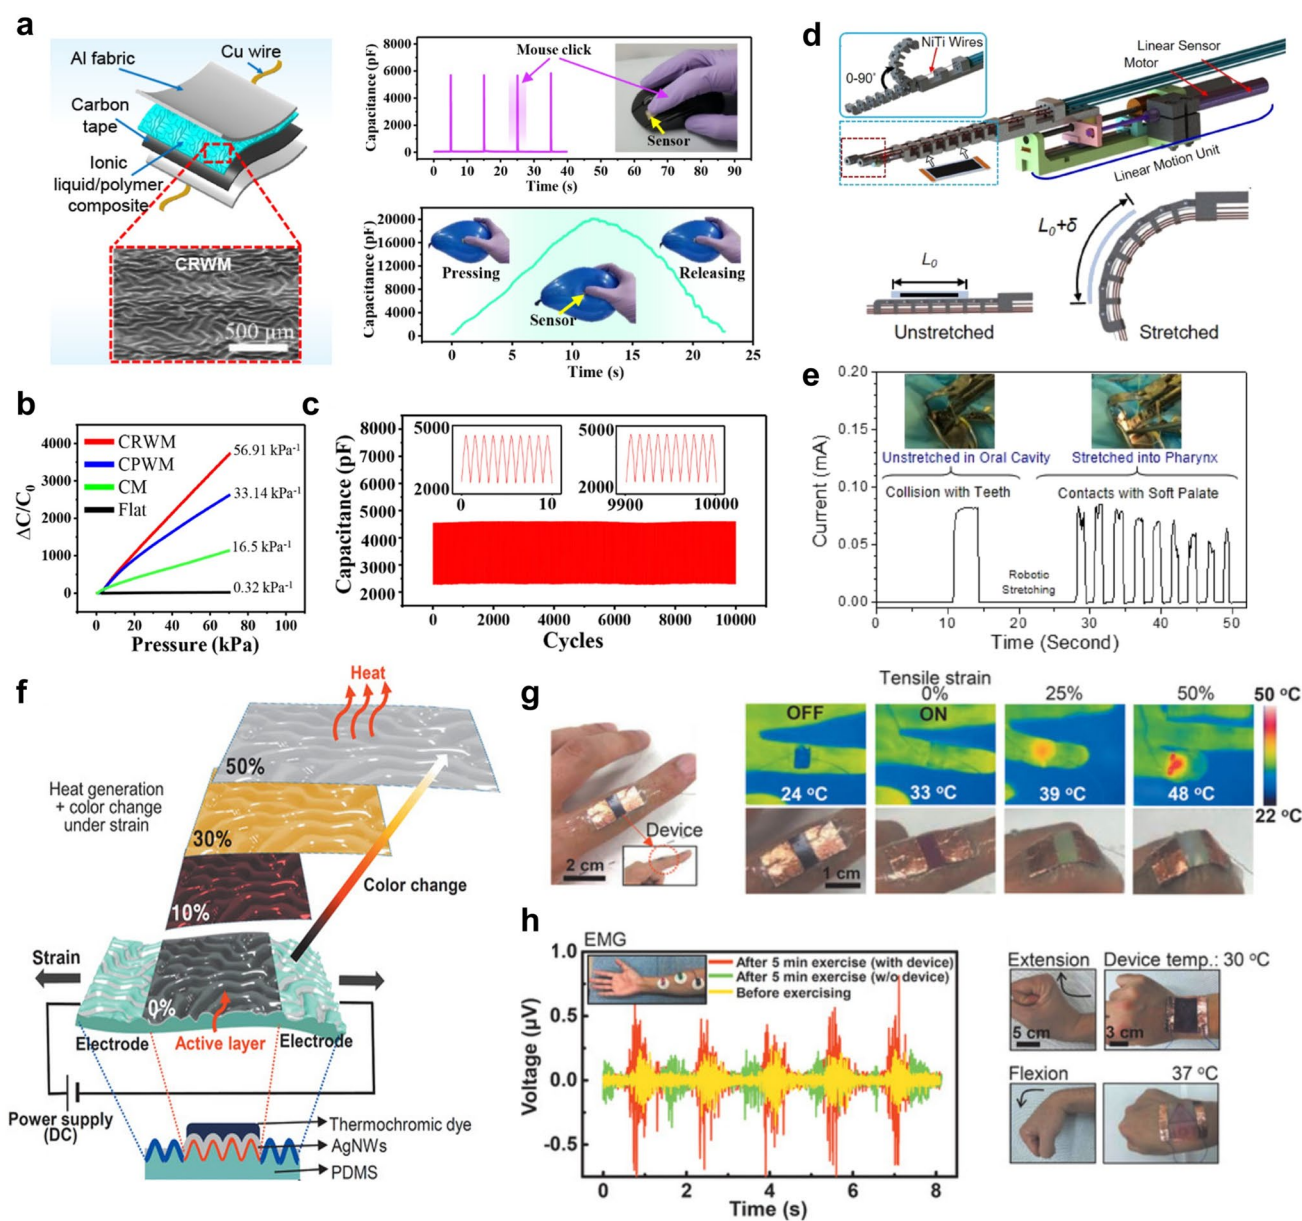 a
Al fabric
Cu wire
Carbon
tape
Ionic
liquid/polymer
composite
CRWM
500 μm
Capacitance (pF)
8000
6000
4000
2000
0
Mouse click
Sensor
0 10 20 30 40 50 60 70 80 90
Time (s)
Capacitance (pF)
20000
18000
16000
14000
12000
10000
8000
6000
4000
2000
0
Pressing
Sensor
Releasing
0 5 10 15 20 25
Time (s)
b
ΔC/C0
4000
3000
2000
1000
0
CRWM
CPWM
CM
Flat
56.91 kPa-1
33.14 kPa-1
16.5 kPa-1
0.32 kPa-1
0 20 40 60 80 100
Pressure (kPa)
c
Capacitance (pF)
8000
7000
6000
5000
4000
3000
2000
5000
2000
0 10
5000
2000
9900 10000
0 2000 4000 6000 8000 10000
Cycles
d
NiTi Wires
0-90°
Linear Sensor
Motor
Linear Motion Unit
L0
Unstretched
L0+δ
Stretched
e
Current (mA)
0.20
0.15
0.10
0.05
0.00
Unstretched in Oral Cavity
Stretched into Pharynx
Collision with Teeth
Contacts with Soft Palate
Robotic
Stretching
0 10 20 30 40 50
Time (Second)
f
Heat
50%
Heat generation
+ color change
under strain
30%
10%
Color change
Strain
0%
Electrode
Active layer
Electrode
Power supply
(DC)
Thermochromic dye
AgNWs
PDMS
g
Device
2 cm
Tensile strain
0% 25% 50%
OFF
ON
24 °C
33 °C
39 °C
48 °C
50 °C
22 °C
1 cm
h
EMG
Voltage (μV)
1.0
0.5
0.0
-0.5
After 5 min exercise (with device)
After 5 min exercise (w/o device)
Before exercising
0 2 4 6 8
Time (s)
Extension
Device temp.: 30 °C
5 cm
3 cm
Flexion
37 °C